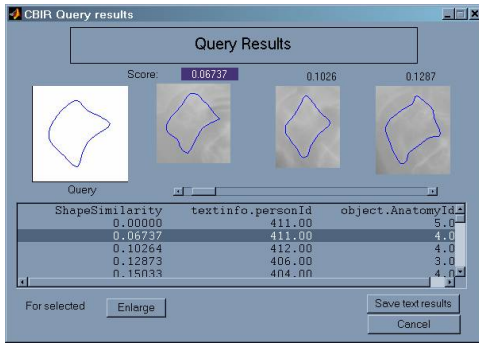 CBIR Query results
Query Results
Score: 0.06737 0.1026 0.1287
Query
ShapeSimilarity textinfo.personId object.AnatomyId
0.00000 411.00 5.0
0.06737 411.00 4.0
0.10264 412.00 4.0
0.12873 406.00 3.0
0.15033 404.00 4.0
For selected Enlarge Save text results
Cancel